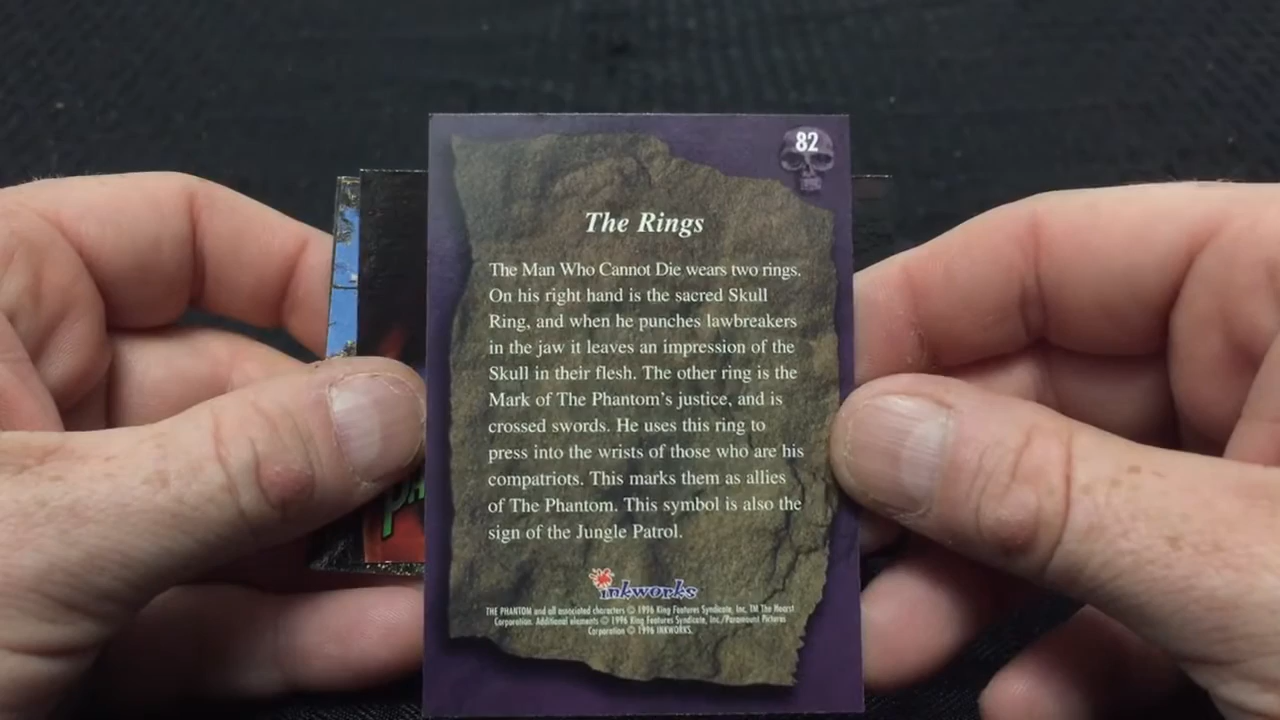 82
The Rings
The Man Who Cannot Die wears two rings.
On his right hand is the sacred Skull
Ring, and when he punches lawbreakers
in the jaw it leaves an impression of the
Skull in their flesh. The other ring is the
Mark of The Phantom's justice, and is
crossed swords. He uses this ring to
press into the wrists of those who are his
compatriots. This marks them as allies
of The Phantom. This symbol is also the
sign of the Jungle Patrol.
inkworks
THE PHANTOM and all associated characters © 1996 King Features Syndicate, Inc. TM The Hearst
Corporation. Additional elements © 1996 King Features Syndicate, Inc./Paramount Pictures
Corporation © 1996 INKWORKS.